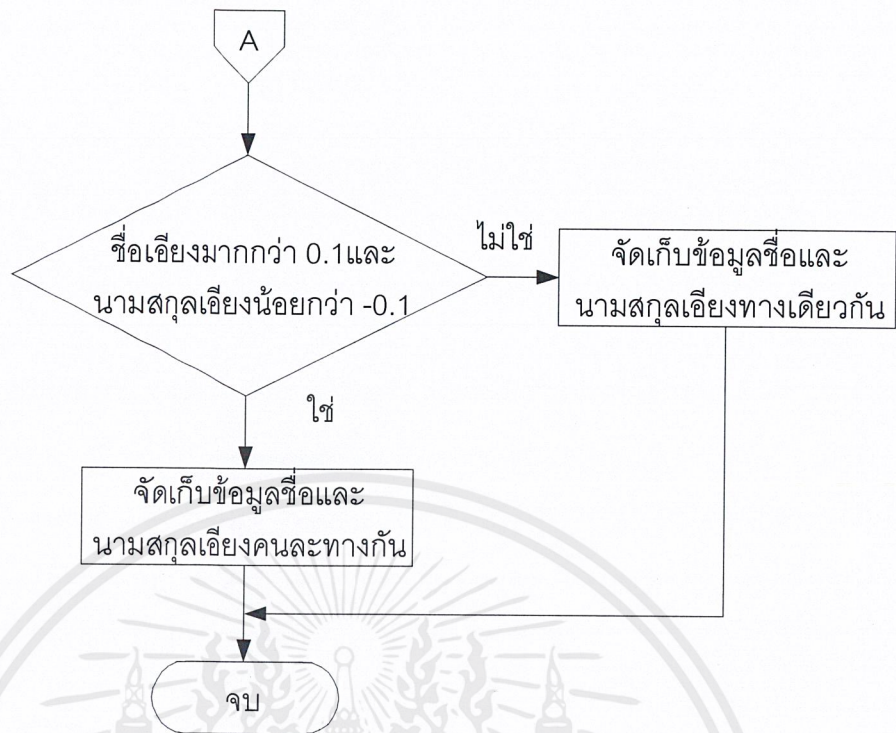 A
ชื่อเอียงมากกว่า 0.1และ
นามสกุลเอียงน้อยกว่า -0.1
ไม่ใช่
จัดเก็บข้อมูลชื่อและ
นามสกุลเอียงทางเดียวกัน
ใช่
จัดเก็บข้อมูลชื่อและ
นามสกุลเอียงคนละทางกัน
จบ